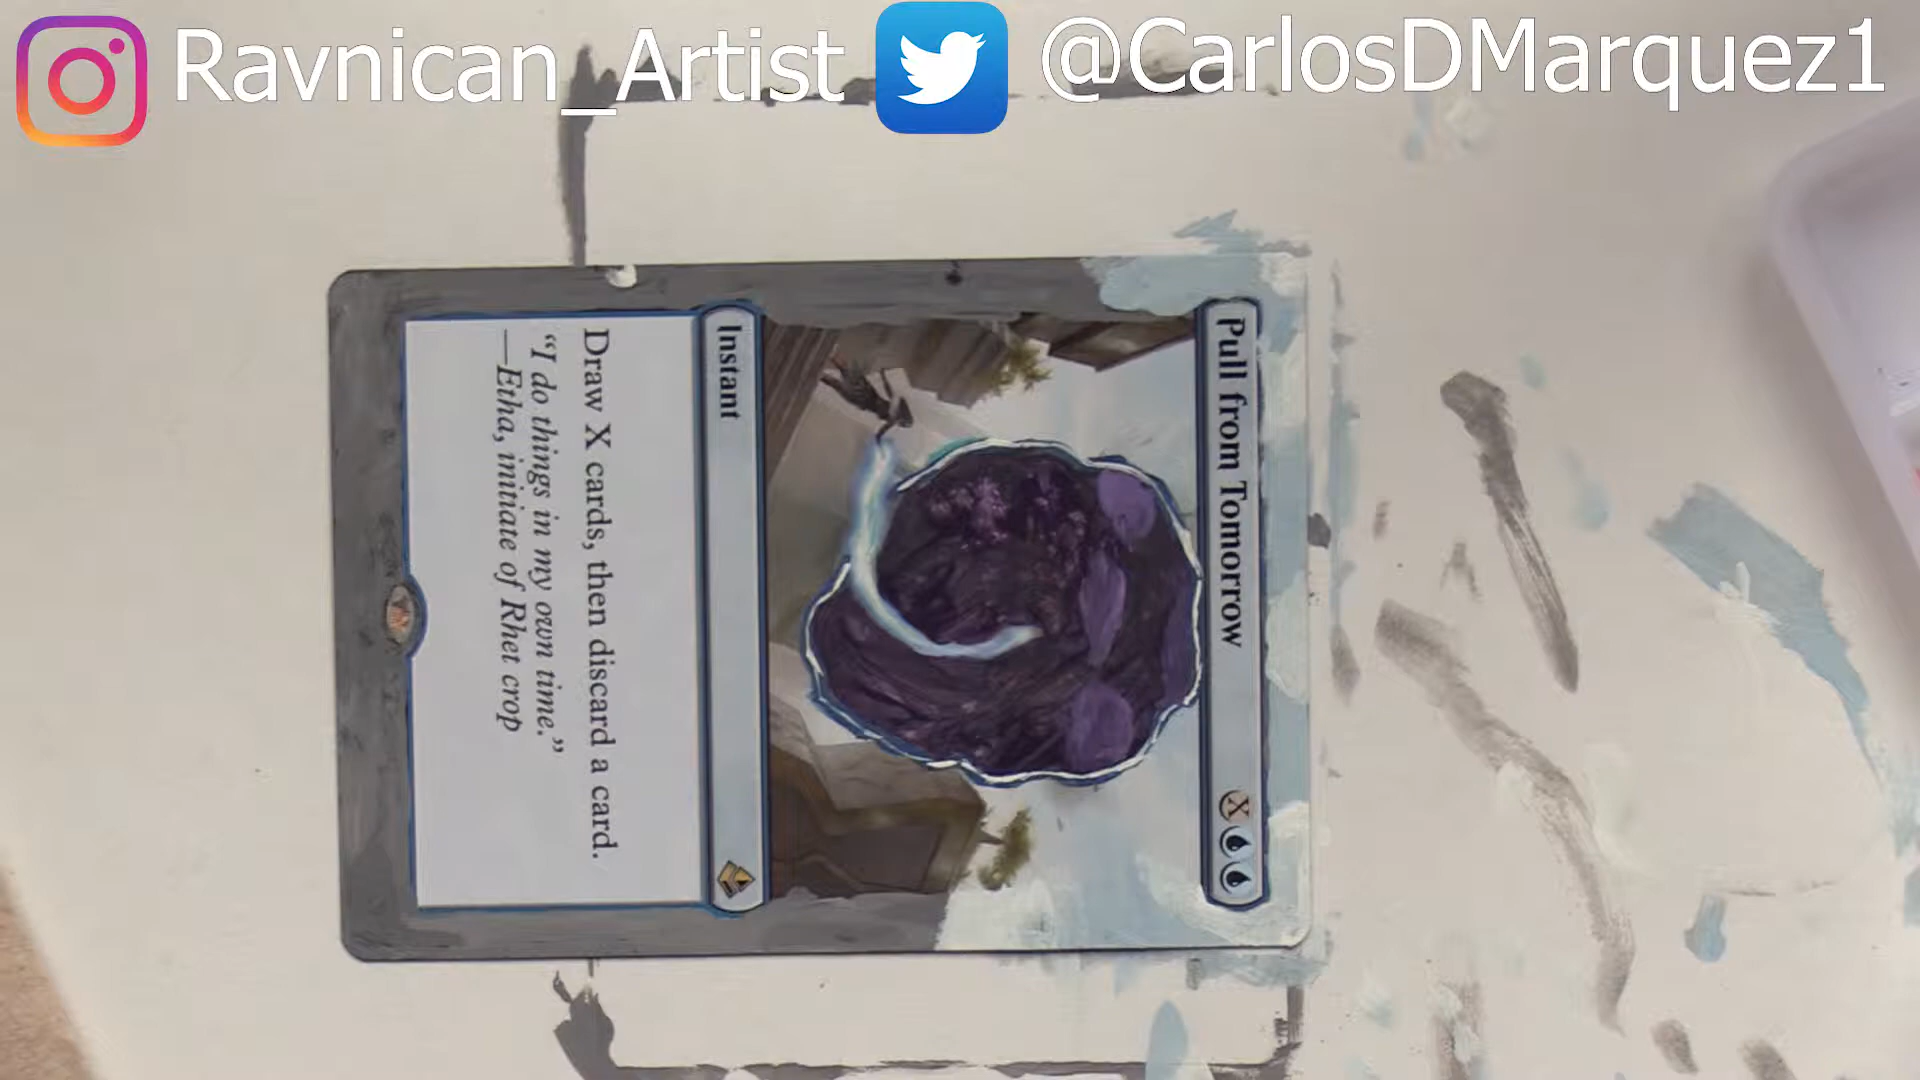 Ravnican_Artist @CarlosDMarquez1
Pull from Tomorrow X
Instant
Draw X cards, then discard a card.
“I do things in my own time.”
—Etha, initiate of Rhet crop